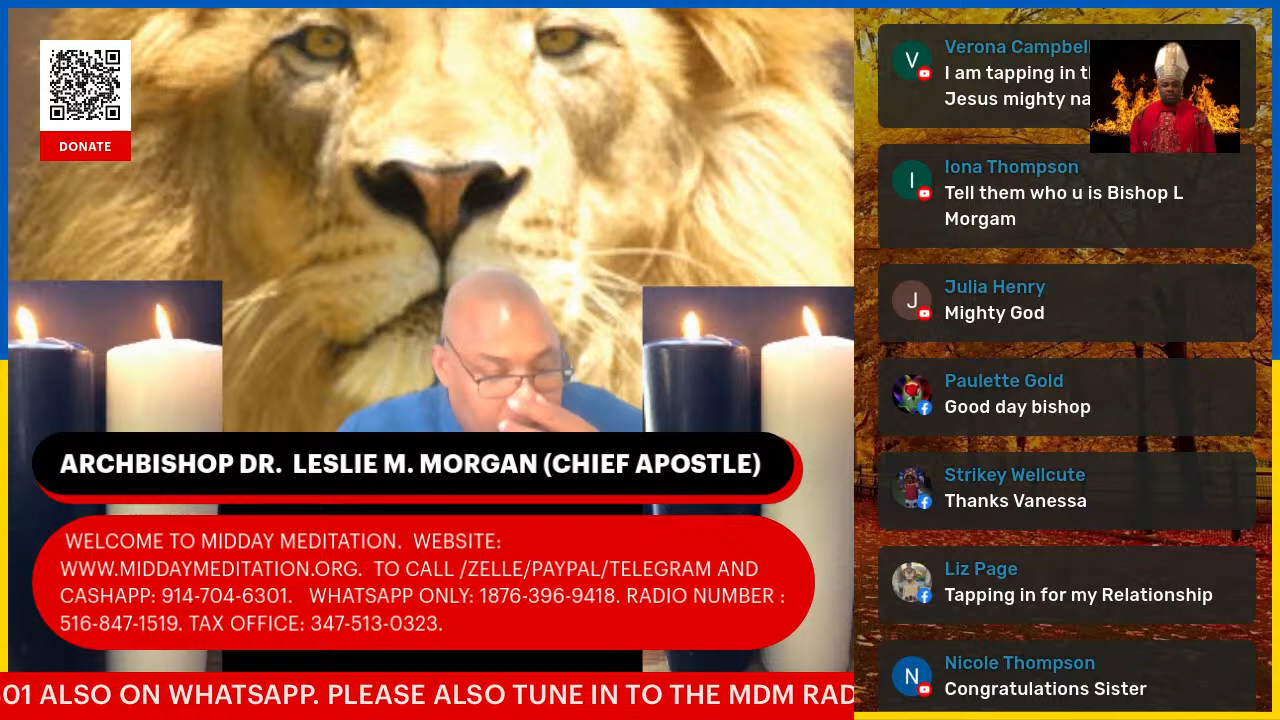 DONATE
ARCHBISHOP DR. LESLIE M. MORGAN (CHIEF APOSTLE)
WELCOME TO MIDDAY MEDITATION. WEBSITE:
WWW.MIDDAYMEDITATION.ORG. TO CALL /ZELLE/PAYPAL/TELEGRAM AND
CASHAPP: 914-704-6301. WHATSAPP ONLY: 1876-396-9418. RADIO NUMBER :
516-847-1519. TAX OFFICE: 347-513-0323.
01 ALSO ON WHATSAPP. PLEASE ALSO TUNE IN TO THE MDM RAD
V
Verona Campbell
I am tapping in
Jesus mighty
I
Iona Thompson
Tell them who u is Bishop L
Morgam
J
Julia Henry
Mighty God
Paulette Gold
Good day bishop
Strikey Wellcute
Thanks Vanessa
Liz Page
Tapping in for my Relationship
N
Nicole Thompson
Congratulations Sister